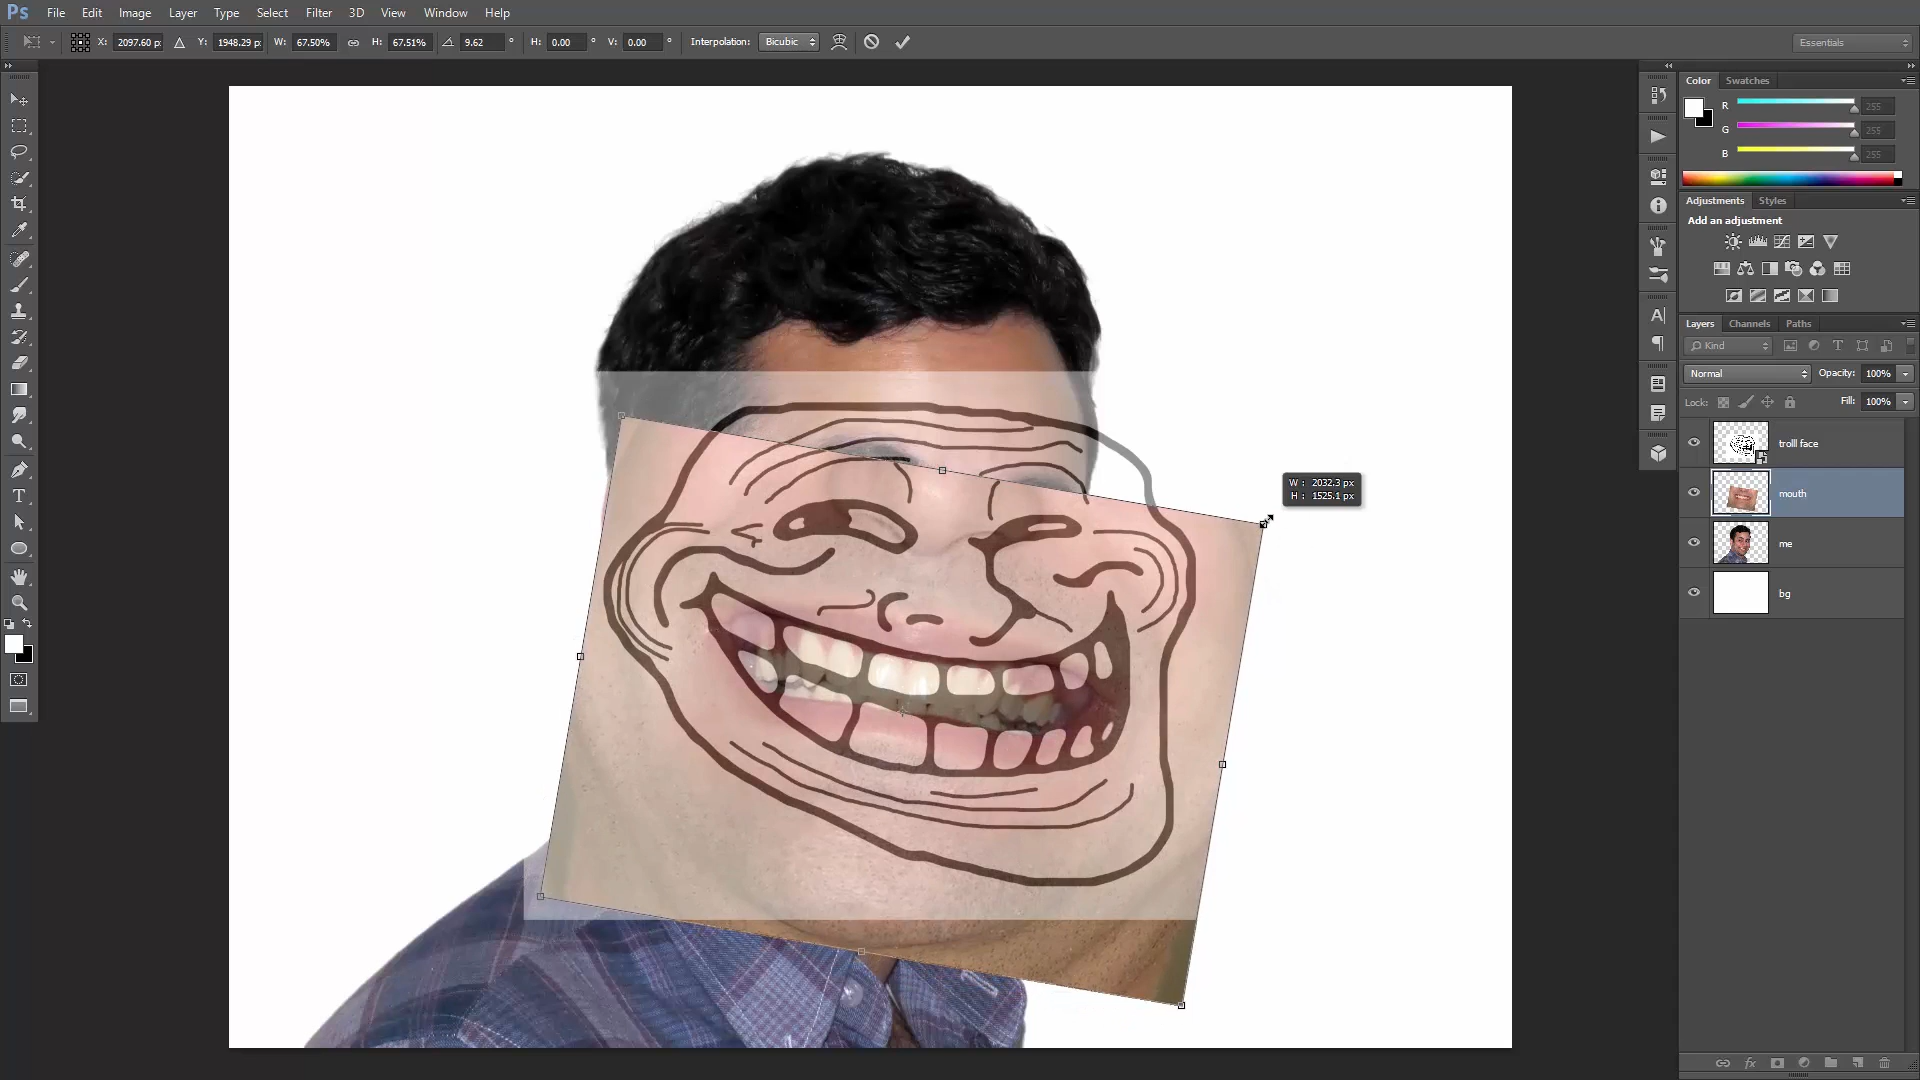 Ps File Edit Image Layer Type Select Filter 3D View Window Help
X: 2097.60 p Y: 1948.29 p W: 67.50% H: 67.51% 9.62 ° H: 0.00 ° V: 0.00 ° Interpolation: Bicubic Essentials
Color Swatches
R 255
G 255
B 255
Adjustments Styles
Add an adjustment
Layers Channels Paths
Kind
Normal Opacity: 100%
Lock: Fill: 100%
trolll face
mouth
me
bg
W : 2032.3 px
H : 1525.1 px